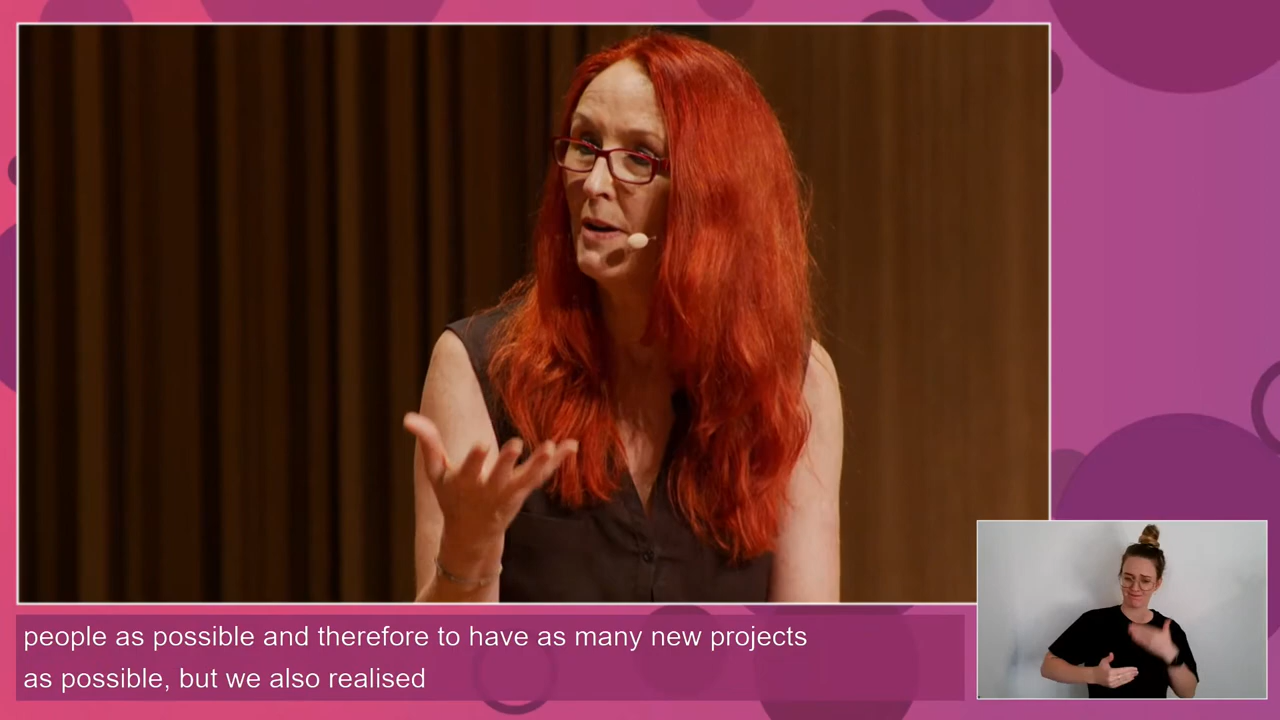 people as possible and therefore to have as many new projects
as possible, but we also realised